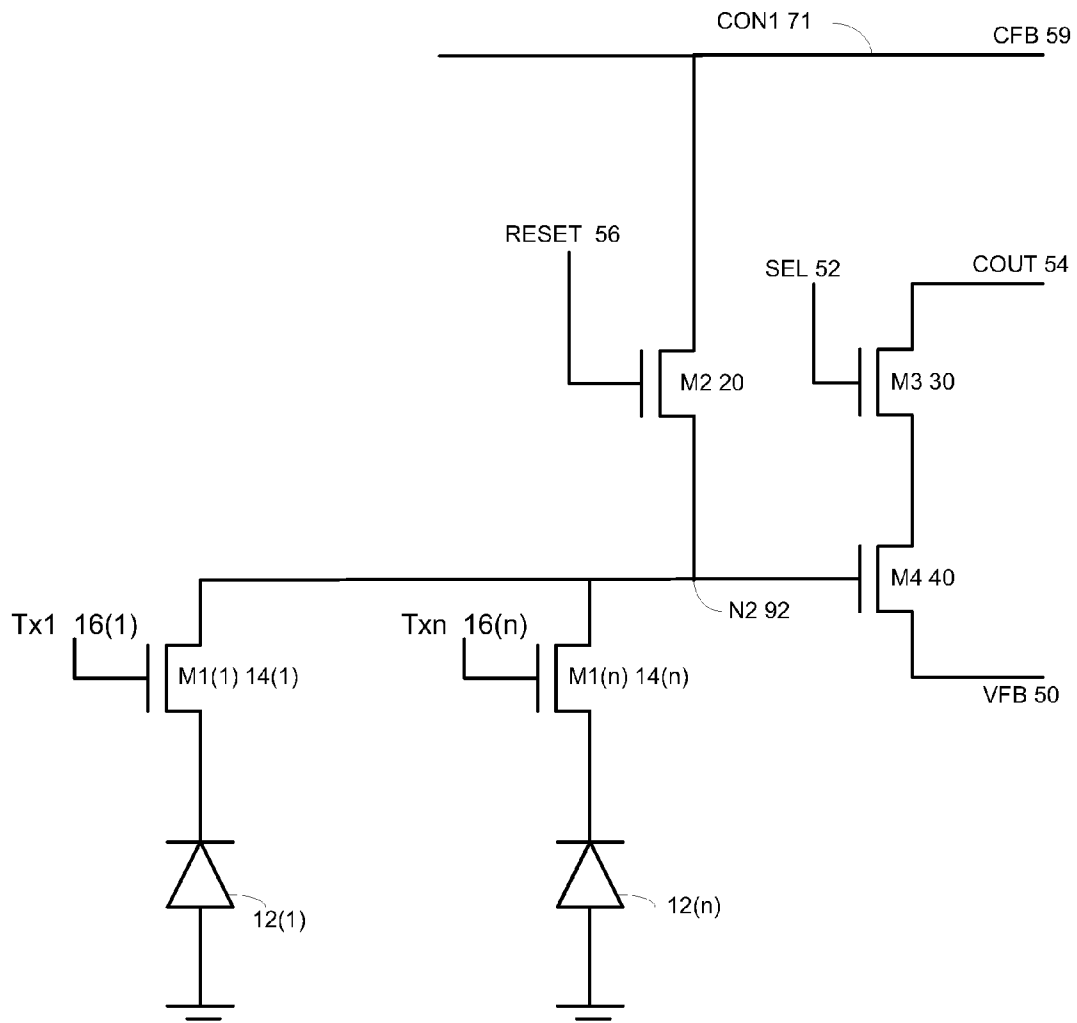 CON1 71
CFB 59
RESET 56
SEL 52
COUT 54
M2 20
M3 30
M4 40
N2 92
Tx1 16(1)
Txn 16(n)
M1(1) 14(1)
M1(n) 14(n)
VFB 50
12(1)
12(n)